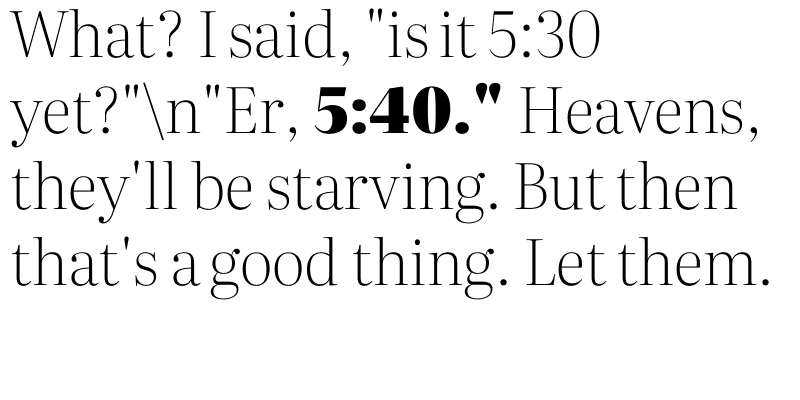 What? I said, "is it 5:30
yet?"\n"Er, 5:40." Heavens,
they'll be starving. But then
that's a good thing. Let them.